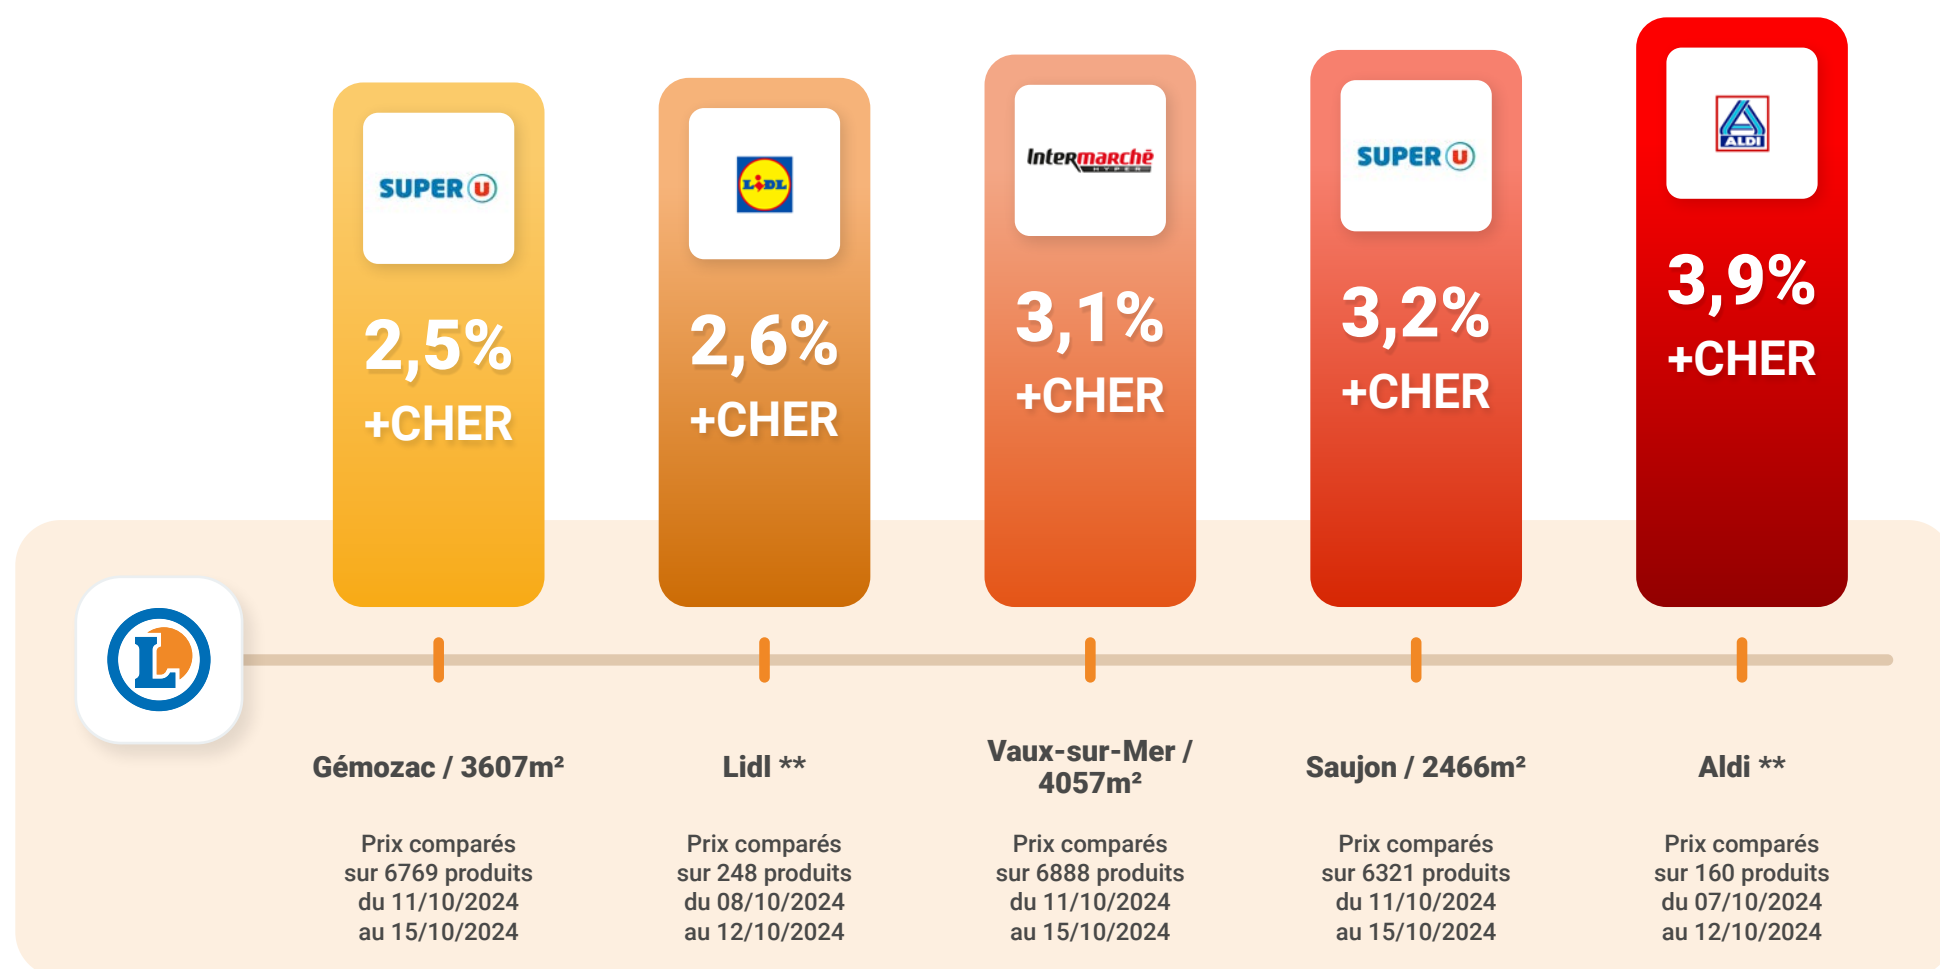 SUPER U
2,5%
+CHER
LIDL
2,6%
+CHER
Intermarchē
HYPER
3,1%
+CHER
SUPER U
3,2%
+CHER
ALDI
3,9%
+CHER
L
Gémozac / 3607m²
Prix comparés
sur 6769 produits
du 11/10/2024
au 15/10/2024
Lidl **
Prix comparés
sur 248 produits
du 08/10/2024
au 12/10/2024
Vaux-sur-Mer /
4057m²
Prix comparés
sur 6888 produits
du 11/10/2024
au 15/10/2024
Saujon / 2466m²
Prix comparés
sur 6321 produits
du 11/10/2024
au 15/10/2024
Aldi **
Prix comparés
sur 160 produits
du 07/10/2024
au 12/10/2024